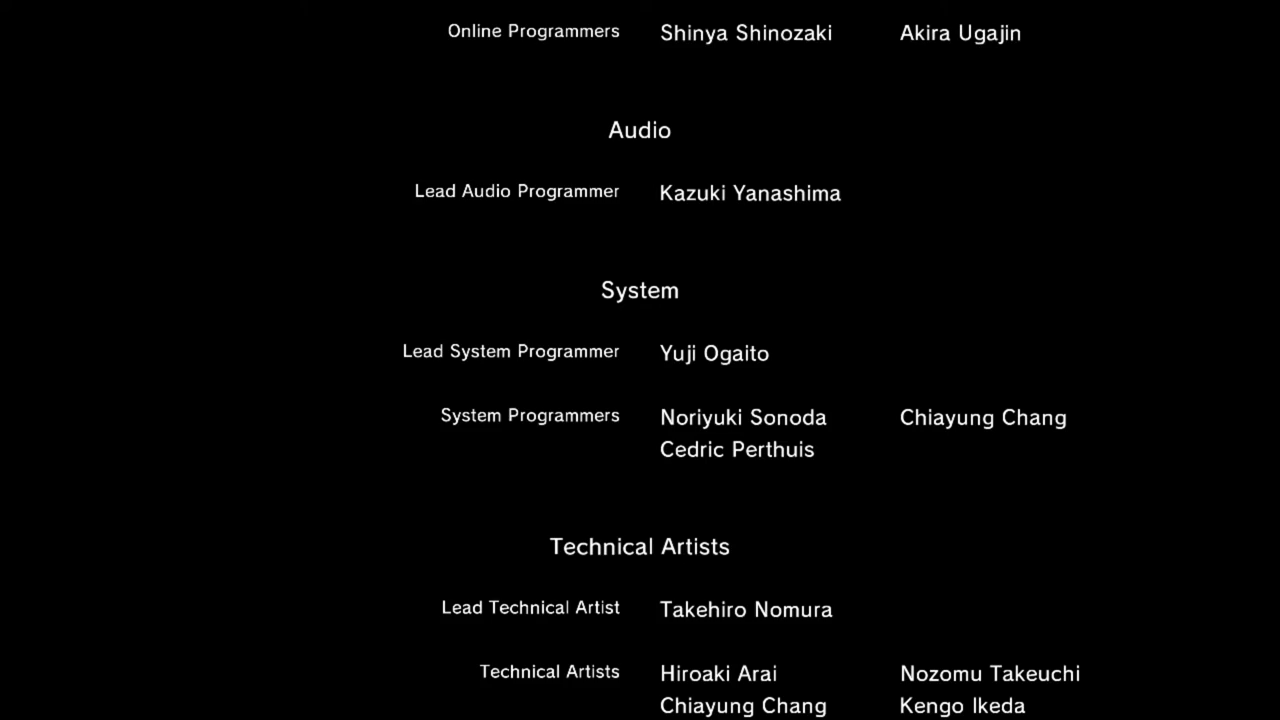 Online Programmers Shinya Shinozaki Akira Ugajin
Audio
Lead Audio Programmer Kazuki Yanashima
System
Lead System Programmer Yuji Ogaito
System Programmers Noriyuki Sonoda Chiayung Chang
Cedric Perthuis
Technical Artists
Lead Technical Artist Takehiro Nomura
Technical Artists Hiroaki Arai Nozomu Takeuchi
Chiayung Chang Kengo Ikeda